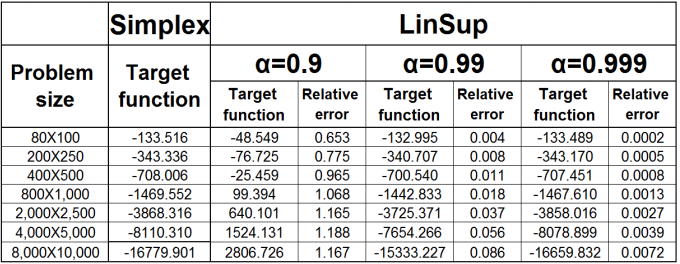 Simplex LinSup
α=0.9 α=0.99 α=0.999
Problem size Target function Target function Relative error Target function Relative error Target function Relative error
80X100 -133.516 -48.549 0.653 -132.995 0.004 -133.489 0.0002
200X250 -343.336 -76.725 0.775 -340.707 0.008 -343.170 0.0005
400X500 -708.006 -25.459 0.965 -700.540 0.011 -707.451 0.0008
800X1,000 -1469.552 99.394 1.068 -1442.833 0.018 -1467.610 0.0013
2,000X2,500 -3868.316 640.101 1.165 -3725.371 0.037 -3858.016 0.0027
4,000X5,000 -8110.310 1524.131 1.188 -7654.266 0.056 -8078.899 0.0039
8,000X10,000 -16779.901 2806.726 1.167 -15333.227 0.086 -16659.832 0.0072